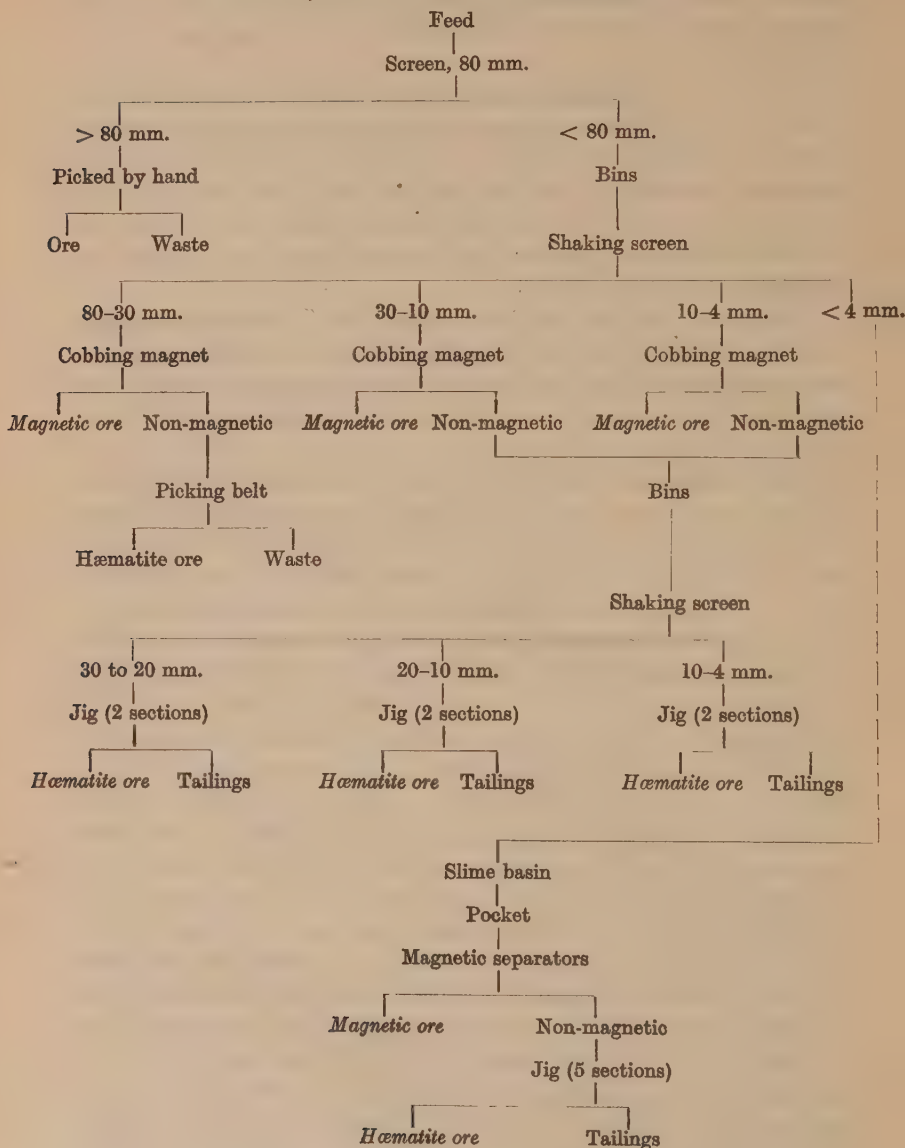 Feed
Screen, 80 mm.
> 80 mm. < 80 mm.
Picked by hand Bins
Ore Waste Shaking screen
80–30 mm. 30–10 mm. 10–4 mm. < 4 mm.
Cobbing magnet Cobbing magnet Cobbing magnet
Magnetic ore Non-magnetic Magnetic ore Non-magnetic Magnetic ore Non-magnetic
Picking belt Bins
Hæmatite ore Waste
Shaking screen
30 to 20 mm. 20–10 mm. 10–4 mm.
Jig (2 sections) Jig (2 sections) Jig (2 sections)
Hæmatite ore Tailings Hæmatite ore Tailings Hæmatite ore Tailings
Slime basin
Pocket
Magnetic separators
Magnetic ore Non-magnetic
Jig (5 sections)
Hæmatite ore Tailings